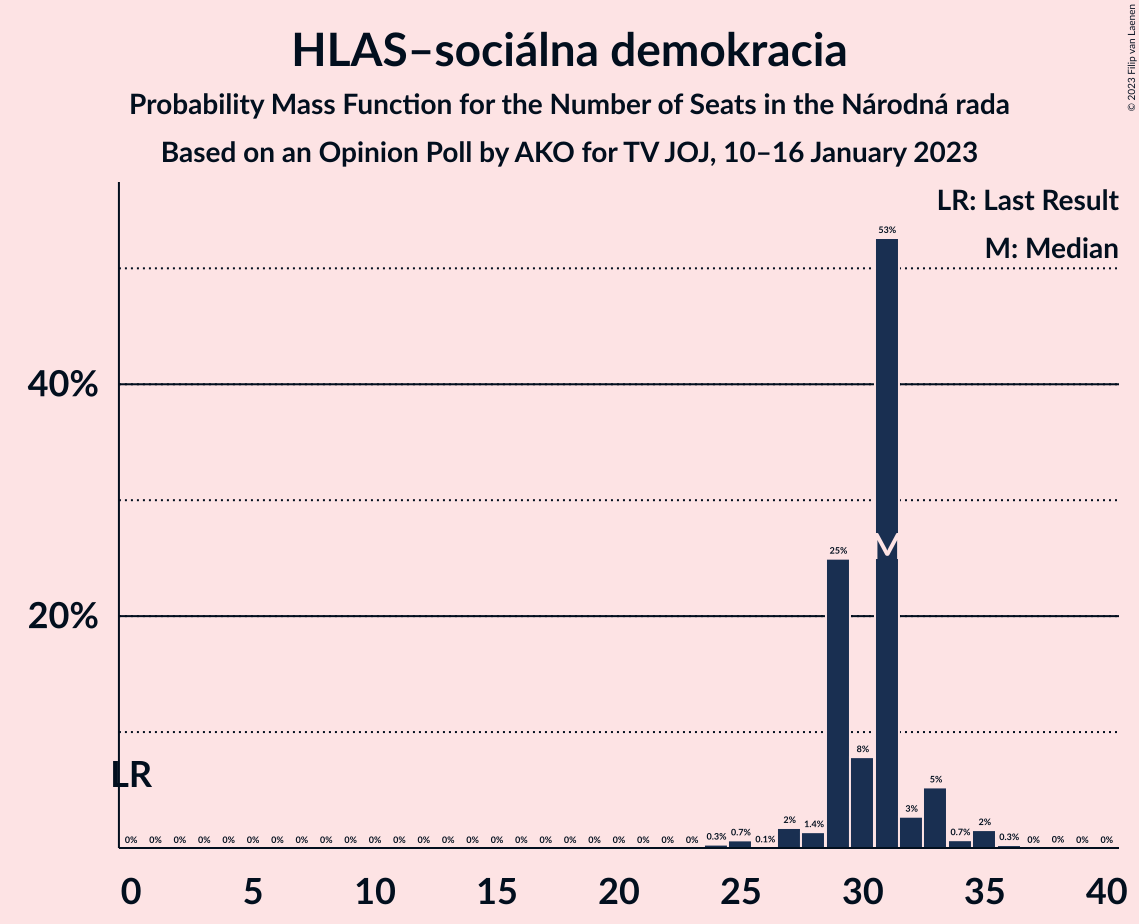 HLAS–sociálna demokracia
Probability Mass Function for the Number of Seats in the Národná rada
Based on an Opinion Poll by AKO for TV JOJ, 10–16 January 2023
© 2023 Filip van Laenen
LR: Last Result
M: Median
53%
40%
M
25%
20%
8%
LR
5%
0% 0% 0% 0% 0% 0% 0% 0% 0% 0% 0% 0% 0% 0% 0% 0% 0% 0% 0% 0% 0% 0% 0% 0% 0.3% 0.7% 0.1% 2% 1.4% 3% 0.7% 2% 0.3% 0% 0% 0% 0%
0 5 10 15 20 25 30 35 40